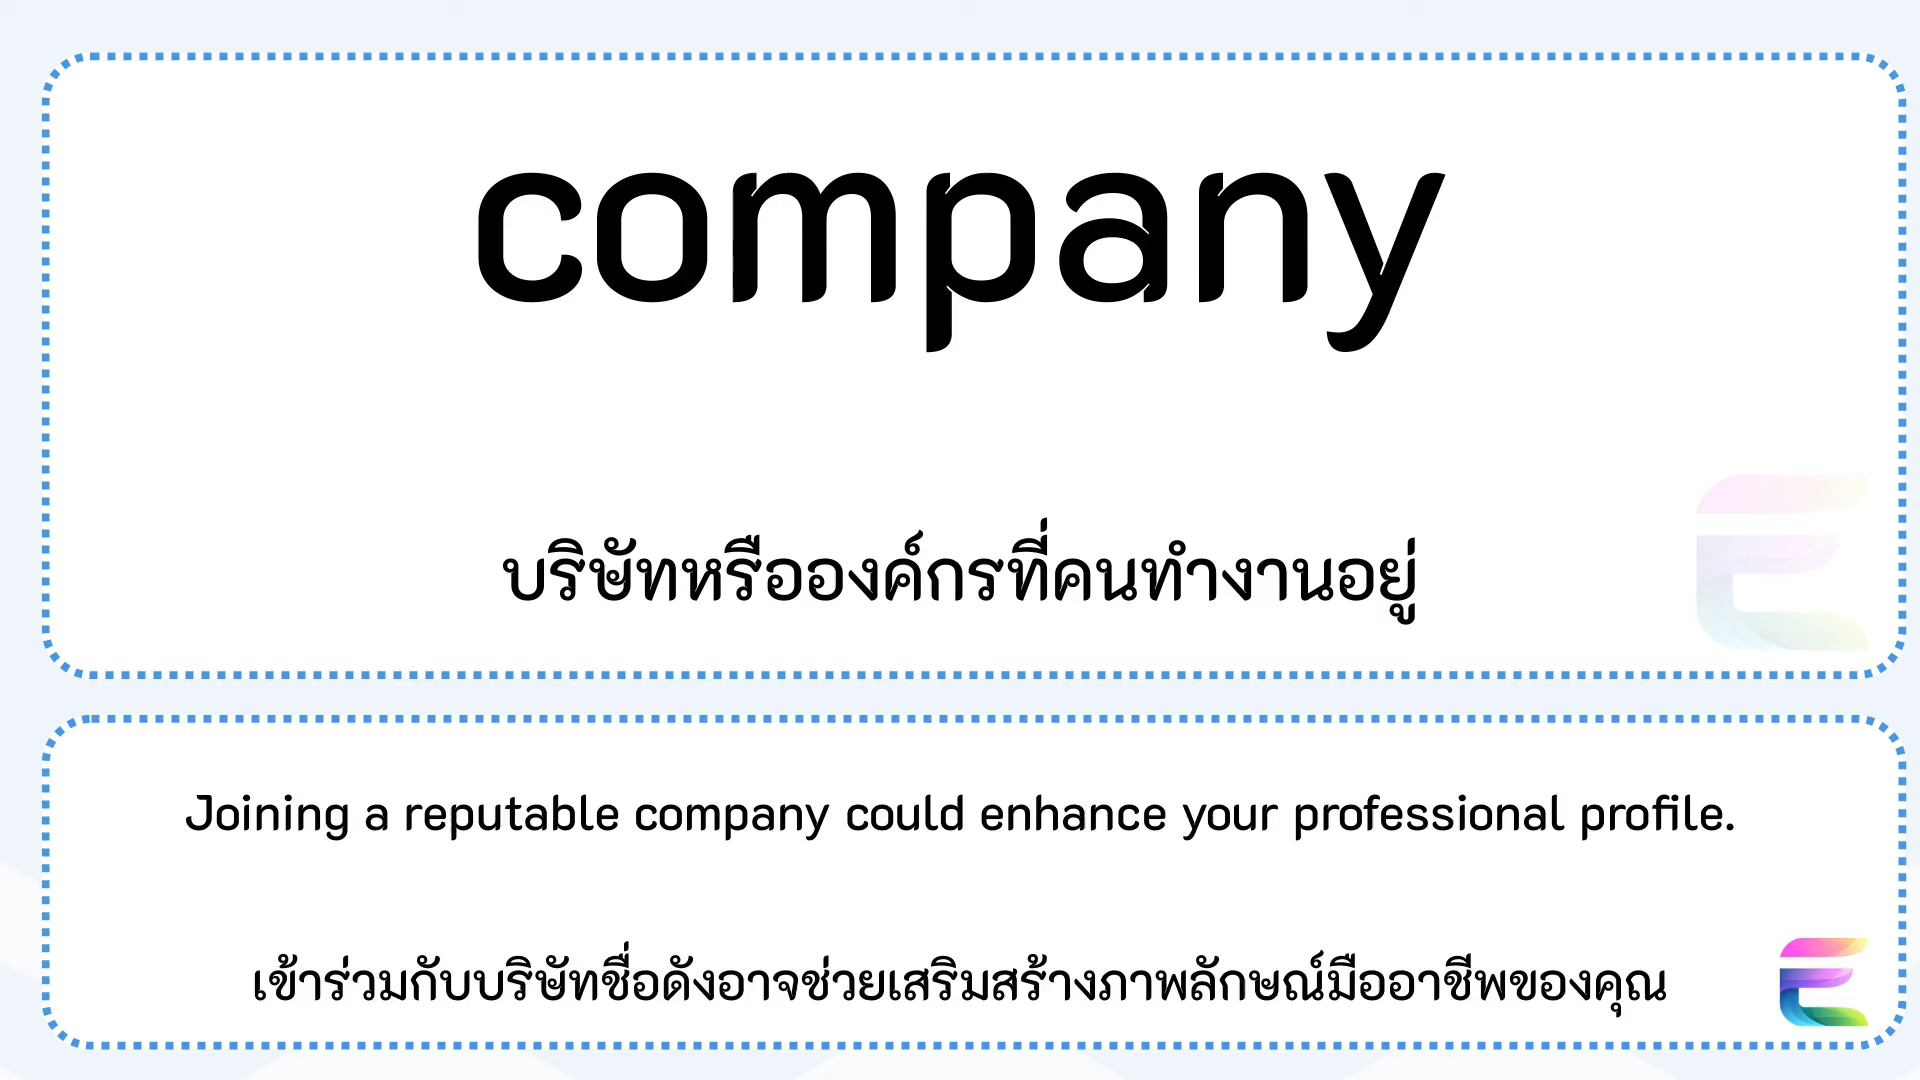 company
บริษัทหรือองค์กรที่คนทำงานอยู่
Joining a reputable company could enhance your professional profile.
เข้าร่วมกับบริษัทชื่อดังอาจช่วยเสริมสร้างภาพลักษณ์มืออาชีพของคุณ